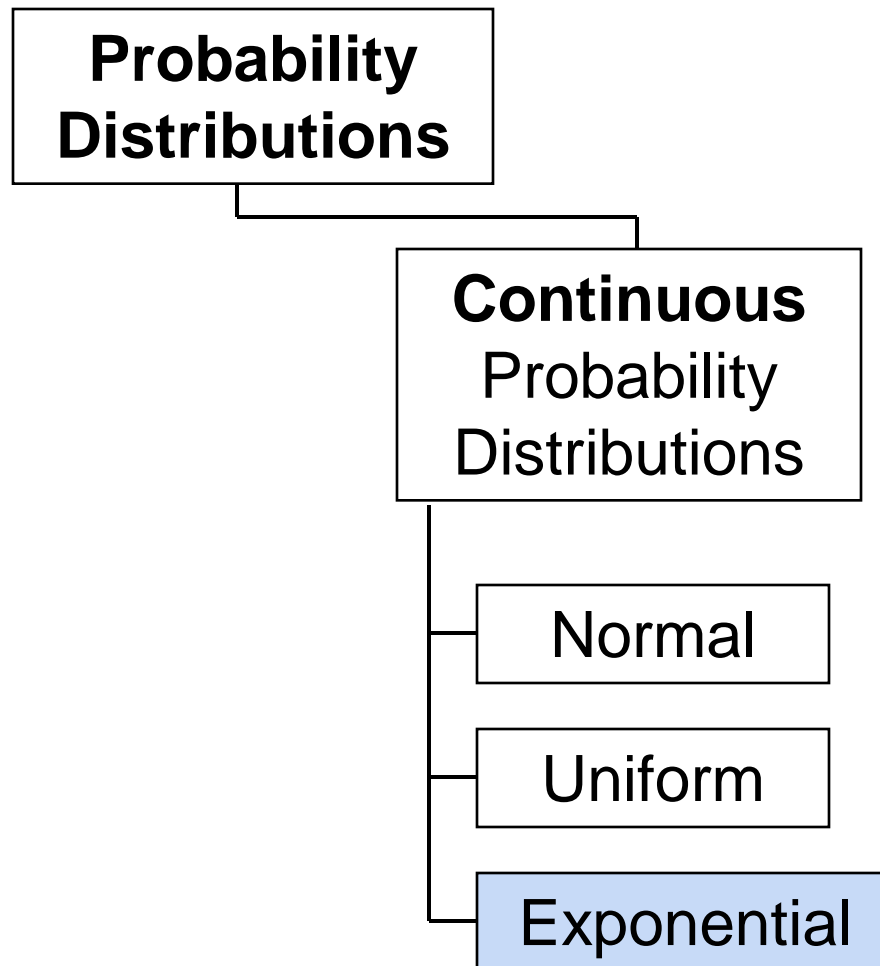 Probability
Distributions
Continuous
Probability
Distributions
Normal
Uniform
Exponential